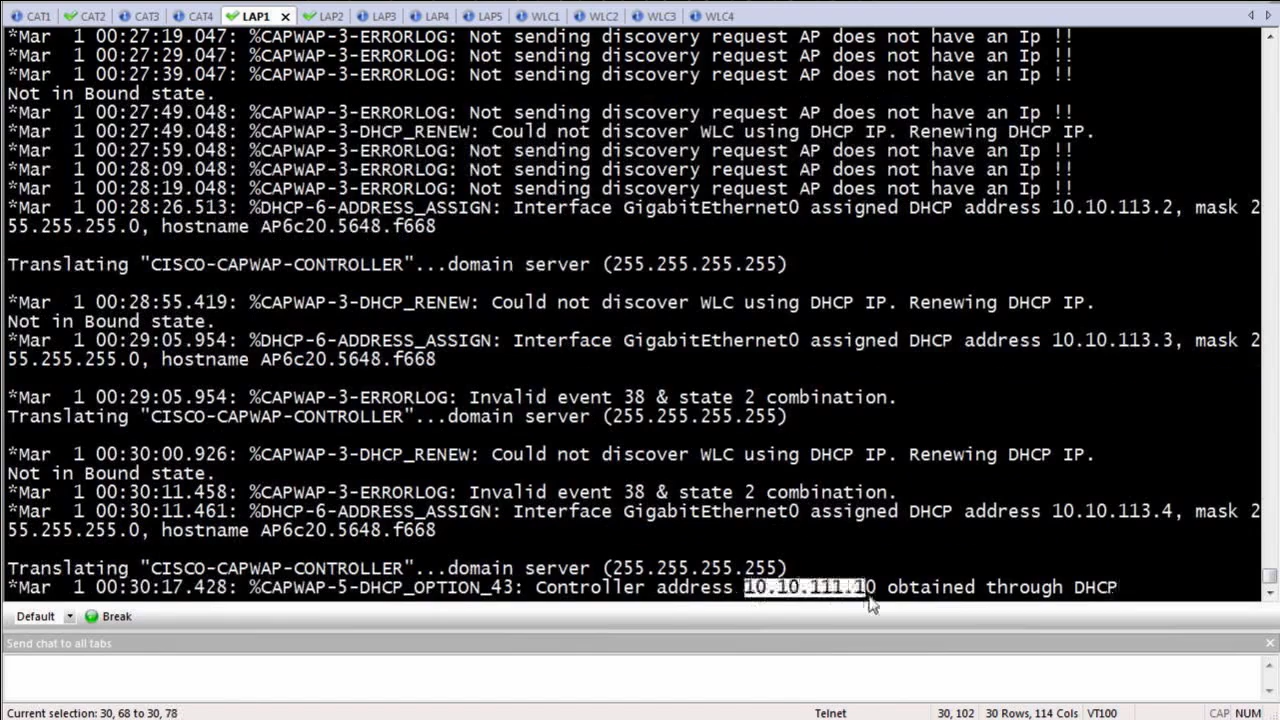 CAT1 CAT2 CAT3 CAT4 LAP1 LAP2 LAP3 LAP4 LAP5 WLC1 WLC2 WLC3 WLC4
*Mar  1 00:27:19.047: %CAPWAP-3-ERRORLOG: Not sending discovery request AP does not have an Ip !!
*Mar  1 00:27:29.047: %CAPWAP-3-ERRORLOG: Not sending discovery request AP does not have an Ip !!
*Mar  1 00:27:39.047: %CAPWAP-3-ERRORLOG: Not sending discovery request AP does not have an Ip !!
Not in Bound state.
*Mar  1 00:27:49.048: %CAPWAP-3-ERRORLOG: Not sending discovery request AP does not have an Ip !!
*Mar  1 00:27:49.048: %CAPWAP-3-DHCP_RENEW: Could not discover WLC using DHCP IP. Renewing DHCP IP.
*Mar  1 00:27:59.048: %CAPWAP-3-ERRORLOG: Not sending discovery request AP does not have an Ip !!
*Mar  1 00:28:09.048: %CAPWAP-3-ERRORLOG: Not sending discovery request AP does not have an Ip !!
*Mar  1 00:28:19.048: %CAPWAP-3-ERRORLOG: Not sending discovery request AP does not have an Ip !!
*Mar  1 00:28:26.513: %DHCP-6-ADDRESS_ASSIGN: Interface GigabitEthernet0 assigned DHCP address 10.10.113.2, mask 2
55.255.255.0, hostname AP6c20.5648.f668
Translating "CISCO-CAPWAP-CONTROLLER"...domain server (255.255.255.255)
*Mar  1 00:28:55.419: %CAPWAP-3-DHCP_RENEW: Could not discover WLC using DHCP IP. Renewing DHCP IP.
Not in Bound state.
*Mar  1 00:29:05.954: %DHCP-6-ADDRESS_ASSIGN: Interface GigabitEthernet0 assigned DHCP address 10.10.113.3, mask 2
55.255.255.0, hostname AP6c20.5648.f668
*Mar  1 00:29:05.954: %CAPWAP-3-ERRORLOG: Invalid event 38 & state 2 combination.
Translating "CISCO-CAPWAP-CONTROLLER"...domain server (255.255.255.255)
*Mar  1 00:30:00.926: %CAPWAP-3-DHCP_RENEW: Could not discover WLC using DHCP IP. Renewing DHCP IP.
Not in Bound state.
*Mar  1 00:30:11.458: %CAPWAP-3-ERRORLOG: Invalid event 38 & state 2 combination.
*Mar  1 00:30:11.461: %DHCP-6-ADDRESS_ASSIGN: Interface GigabitEthernet0 assigned DHCP address 10.10.113.4, mask 2
55.255.255.0, hostname AP6c20.5648.f668
Translating "CISCO-CAPWAP-CONTROLLER"...domain server (255.255.255.255)
*Mar  1 00:30:17.428: %CAPWAP-5-DHCP_OPTION_43: Controller address 10.10.111.10 obtained through DHCP
Default Break
Send chat to all tabs
Current selection: 30, 68 to 30, 78 Telnet 30, 102 30 Rows, 114 Cols VT100 CAP NUM